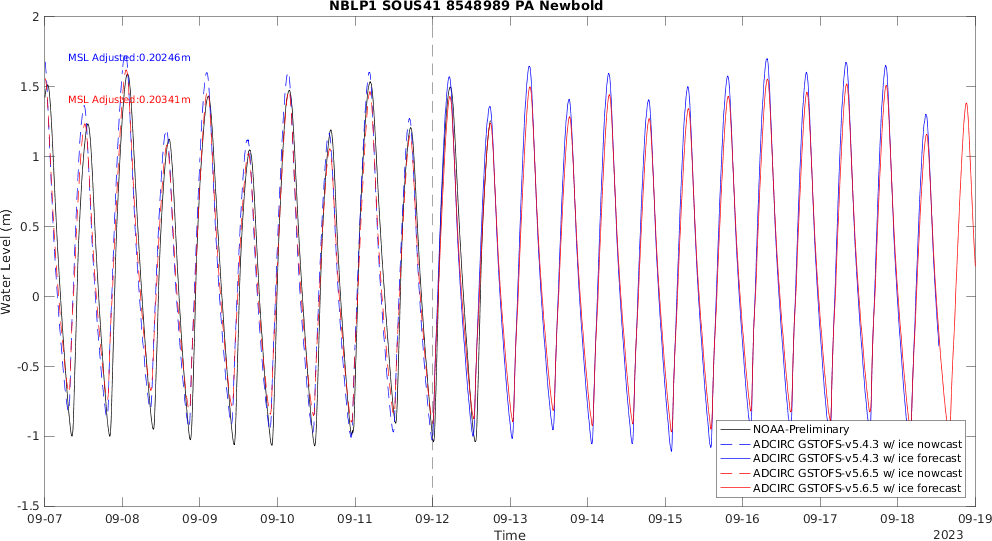 NBLP1 SOUS41 8548989 PA Newbold
MSL Adjusted:0.20246m
MSL Adjusted:0.20341m
Water Level (m)
2
1.5
1
0.5
0
-0.5
-1
-1.5
NOAA-Preliminary
ADCIRC GSTOFS-v5.4.3 w/ ice nowcast
ADCIRC GSTOFS-v5.4.3 w/ ice forecast
ADCIRC GSTOFS-v5.6.5 w/ ice nowcast
ADCIRC GSTOFS-v5.6.5 w/ ice forecast
09-07 09-08 09-09 09-10 09-11 09-12 09-13 09-14 09-15 09-16 09-17 09-18 09-19
Time
2023